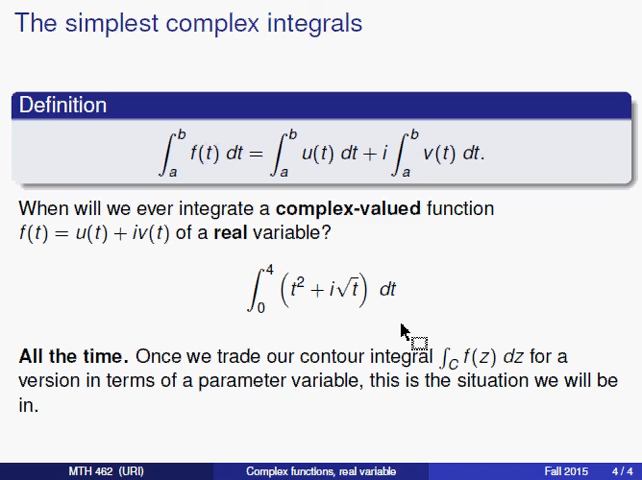 The simplest complex integrals
Definition
∫_a^b f(t) dt = ∫_a^b u(t) dt + i ∫_a^b v(t) dt.
When will we ever integrate a complex-valued function
f(t) = u(t) + iv(t) of a real variable?
∫_0^4 (t² + i√t) dt
All the time. Once we trade our contour integral ∫_C f(z) dz for a
version in terms of a parameter variable, this is the situation we will be
in.
MTH 462 (URI) Complex functions, real variable Fall 2015 4 / 4